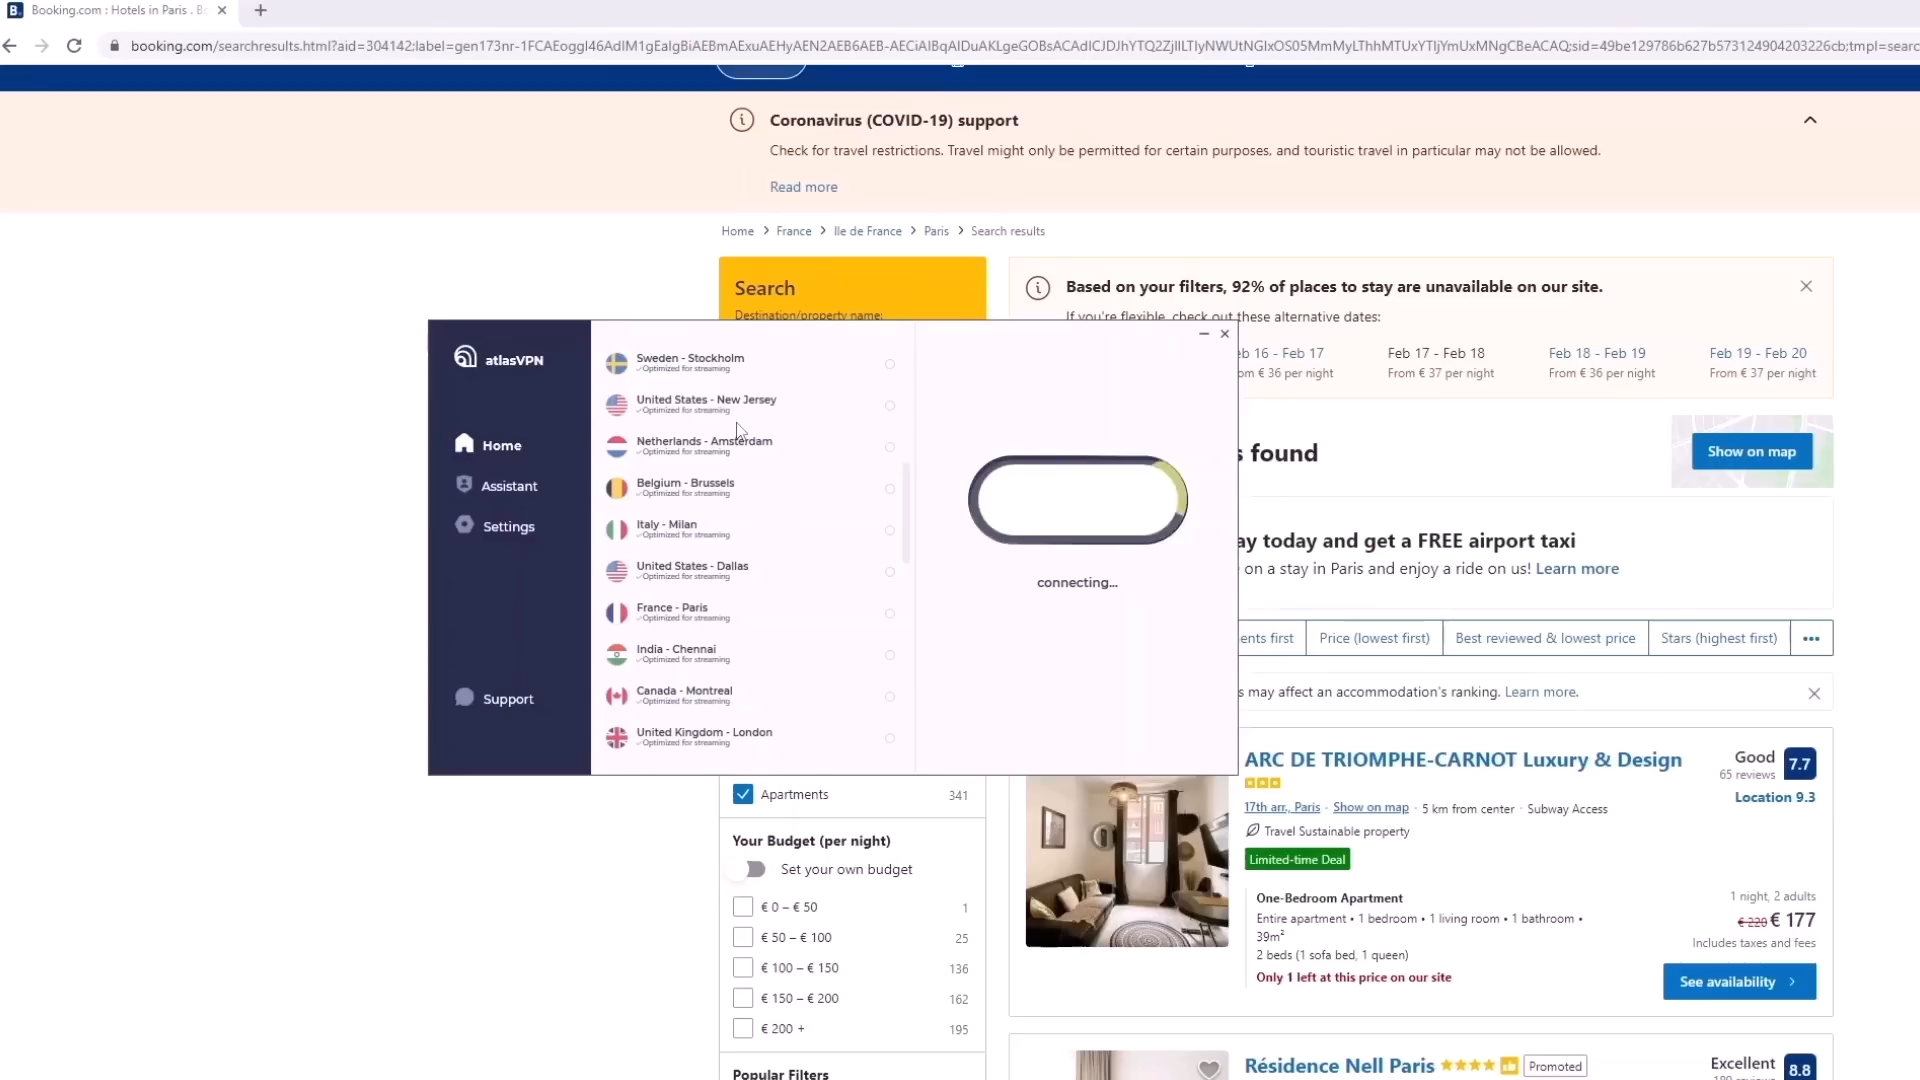 Booking.com : Hotels in Paris . B
booking.com/searchresults.html?aid=304142;label=gen173nr-1FCAEoggI46AdIM1gEaIgBiAEBmAExuAEHyAEN2AEB6AEB-AECiAIBqAIDuAKLgeGOBsACAdICJDJhYTQ2ZjIlLTIyNWUtNGIxOS05MmMyLThhMTUxYTljYmUxMNgCBeACAQ;sid=49be129786b627b573124904203226cb;tmpl=searc
Coronavirus (COVID-19) support
Check for travel restrictions. Travel might only be permitted for certain purposes, and touristic travel in particular may not be allowed.
Read more
Home > France > Ile de France > Paris > Search results
Search
Destination/property name:
Based on your filters, 92% of places to stay are unavailable on our site.
If you're flexible, check out these alternative dates:
eb 16 - Feb 17
om € 36 per night
Feb 17 - Feb 18
From € 37 per night
Feb 18 - Feb 19
From € 36 per night
Feb 19 - Feb 20
From € 37 per night
atlasVPN
Home
Assistant
Settings
Support
Sweden - Stockholm
Optimized for streaming
United States - New Jersey
Optimized for streaming
Netherlands - Amsterdam
Optimized for streaming
Belgium - Brussels
Optimized for streaming
Italy - Milan
Optimized for streaming
United States - Dallas
Optimized for streaming
France - Paris
Optimized for streaming
India - Chennai
Optimized for streaming
Canada - Montreal
Optimized for streaming
United Kingdom - London
Optimized for streaming
connecting...
s found
Show on map
ay today and get a FREE airport taxi
on a stay in Paris and enjoy a ride on us! Learn more
ents first
Price (lowest first)
Best reviewed & lowest price
Stars (highest first)
s may affect an accommodation's ranking. Learn more.
Apartments 341
Your Budget (per night)
Set your own budget
€ 0 – € 50 1
€ 50 – € 100 25
€ 100 – € 150 136
€ 150 – € 200 162
€ 200 + 195
Popular Filters
ARC DE TRIOMPHE-CARNOT Luxury & Design
Good 7.7
65 reviews
Location 9.3
17th arr., Paris · Show on map · 5 km from center · Subway Access
Travel Sustainable property
Limited-time Deal
One-Bedroom Apartment
Entire apartment • 1 bedroom • 1 living room • 1 bathroom •
39m²
2 beds (1 sofa bed, 1 queen)
Only 1 left at this price on our site
1 night, 2 adults
€ 220 € 177
Includes taxes and fees
See availability
Résidence Nell Paris
Promoted
Excellent 8.8